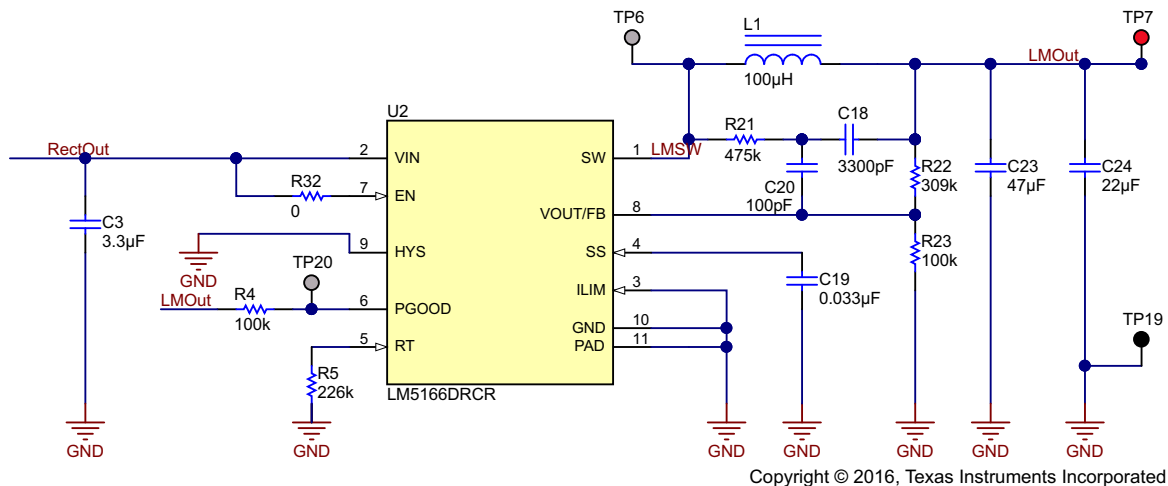 TP6
L1
TP7
100µH
LMOut
U2
RectOut
2
VIN
SW
1
LMSW
R21
475k
C18
3300pF
C3
3.3µF
R32
0
7
EN
C20
100pF
R22
309k
C23
47µF
C24
22µF
VOUT/FB
8
9
HYS
SS
4
R23
100k
GND
TP20
C19
0.033µF
LMOut
R4
100k
6
PGOOD
ILIM
3
GND
10
PAD
11
TP19
5
RT
R5
226k
LM5166DRCR
GND
GND
GND
GND
GND
GND
GND
Copyright © 2016, Texas Instruments Incorporated